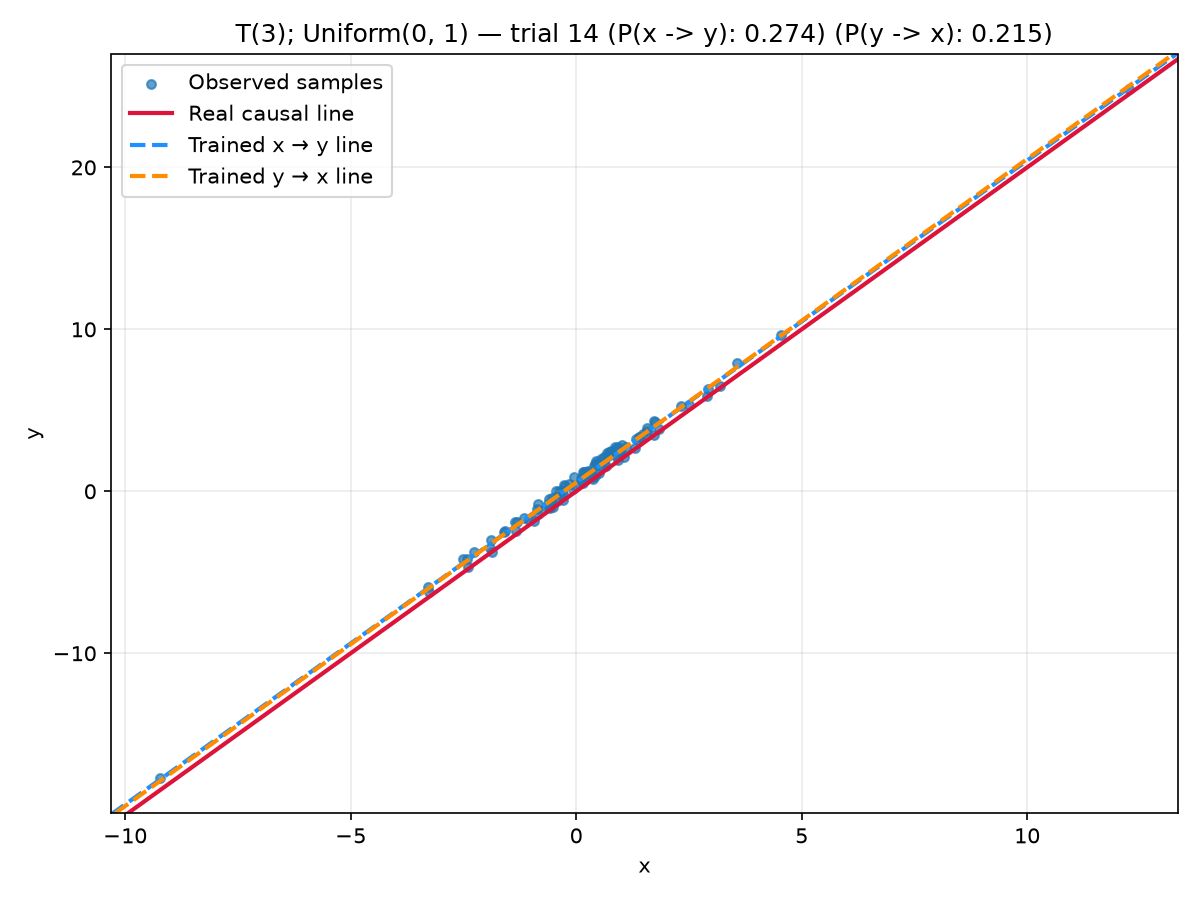 T(3); Uniform(0, 1) — trial 14 (P(x -> y): 0.274) (P(y -> x): 0.215)
Observed samples
Real causal line
Trained x → y line
Trained y → x line
20
10
0
−10
y
−10
−5
0
5
10
x